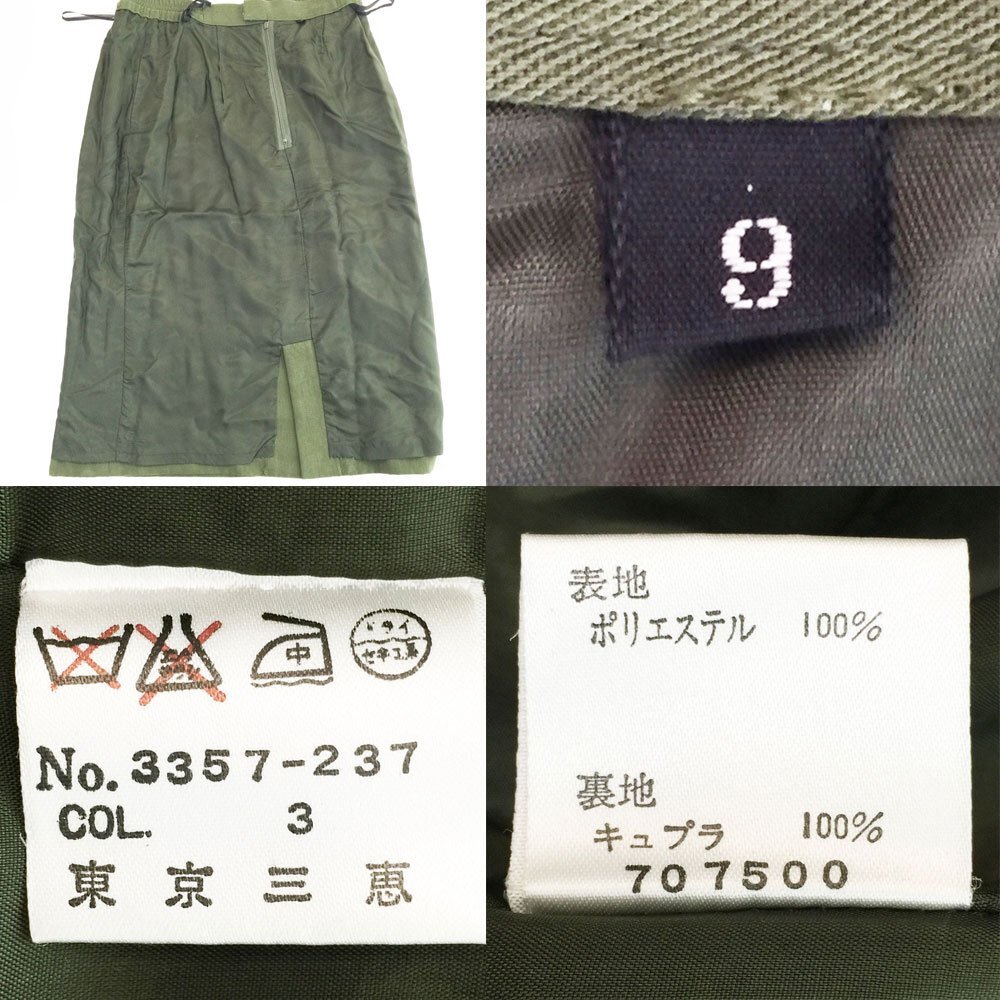 9
中
ドライ
セキユ系
No. 3357-237
COL. 3
東京三恵
表地
ポリエステル 100%
裏地
キュプラ 100%
707500